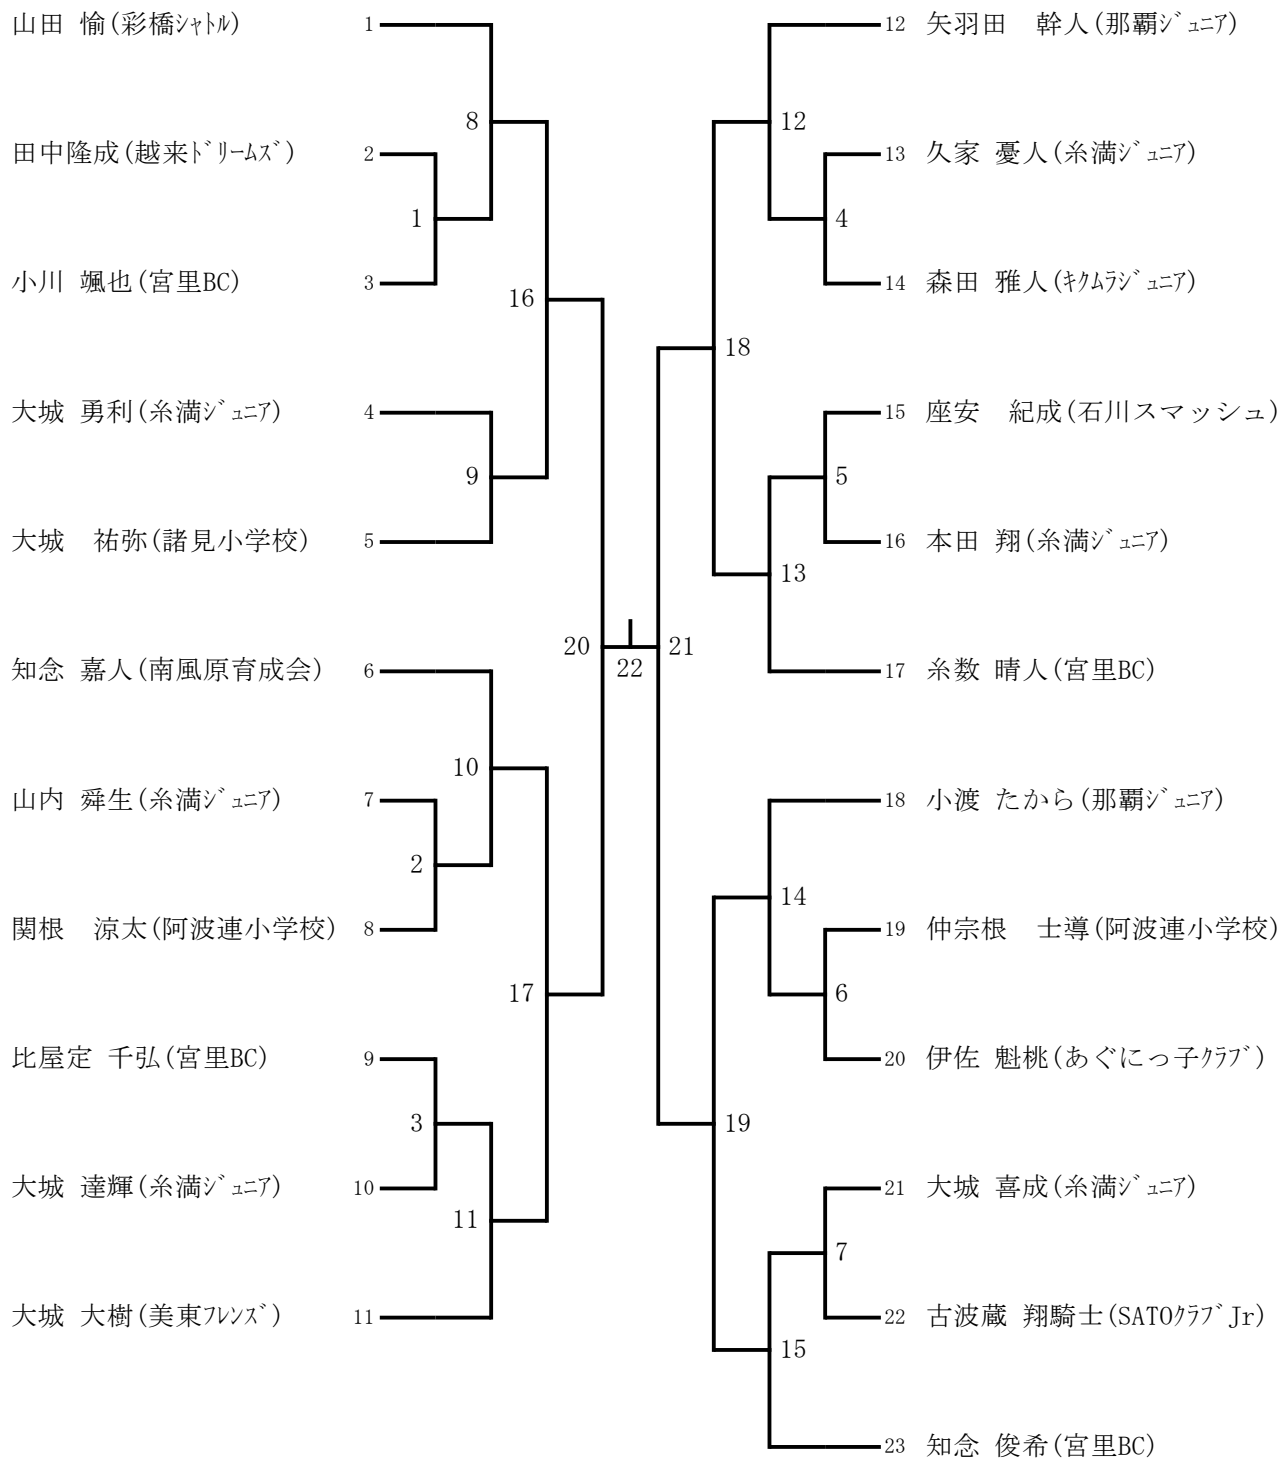 山田 愉(彩橋ｼｬﾄﾙ) 1
田中隆成(越来ﾄﾞﾘｰﾑｽﾞ) 2
小川 颯也(宮里BC) 3
大城 勇利(糸満ｼﾞｭﾆｱ) 4
大城　祐弥(諸見小学校) 5
知念 嘉人(南風原育成会) 6
山内 舜生(糸満ｼﾞｭﾆｱ) 7
関根　涼太(阿波連小学校) 8
比屋定 千弘(宮里BC) 9
大城 達輝(糸満ｼﾞｭﾆｱ) 10
大城 大樹(美東ﾌﾚﾝｽﾞ) 11
8
1
16
9
10
2
17
3
11
20
22
21
12
4
18
5
13
14
6
19
7
15
12 矢羽田　幹人(那覇ｼﾞｭﾆｱ)
13 久家 憂人(糸満ｼﾞｭﾆｱ)
14 森田 雅人(ｷｸﾑﾗｼﾞｭﾆｱ)
15 座安　紀成(石川スマッシュ)
16 本田 翔(糸満ｼﾞｭﾆｱ)
17 糸数 晴人(宮里BC)
18 小渡 たから(那覇ｼﾞｭﾆｱ)
19 仲宗根　士導(阿波連小学校)
20 伊佐 魁桃(あぐにっ子ｸﾗﾌﾞ)
21 大城 喜成(糸満ｼﾞｭﾆｱ)
22 古波蔵 翔騎士(SATOｸﾗﾌﾞJr)
23 知念 俊希(宮里BC)